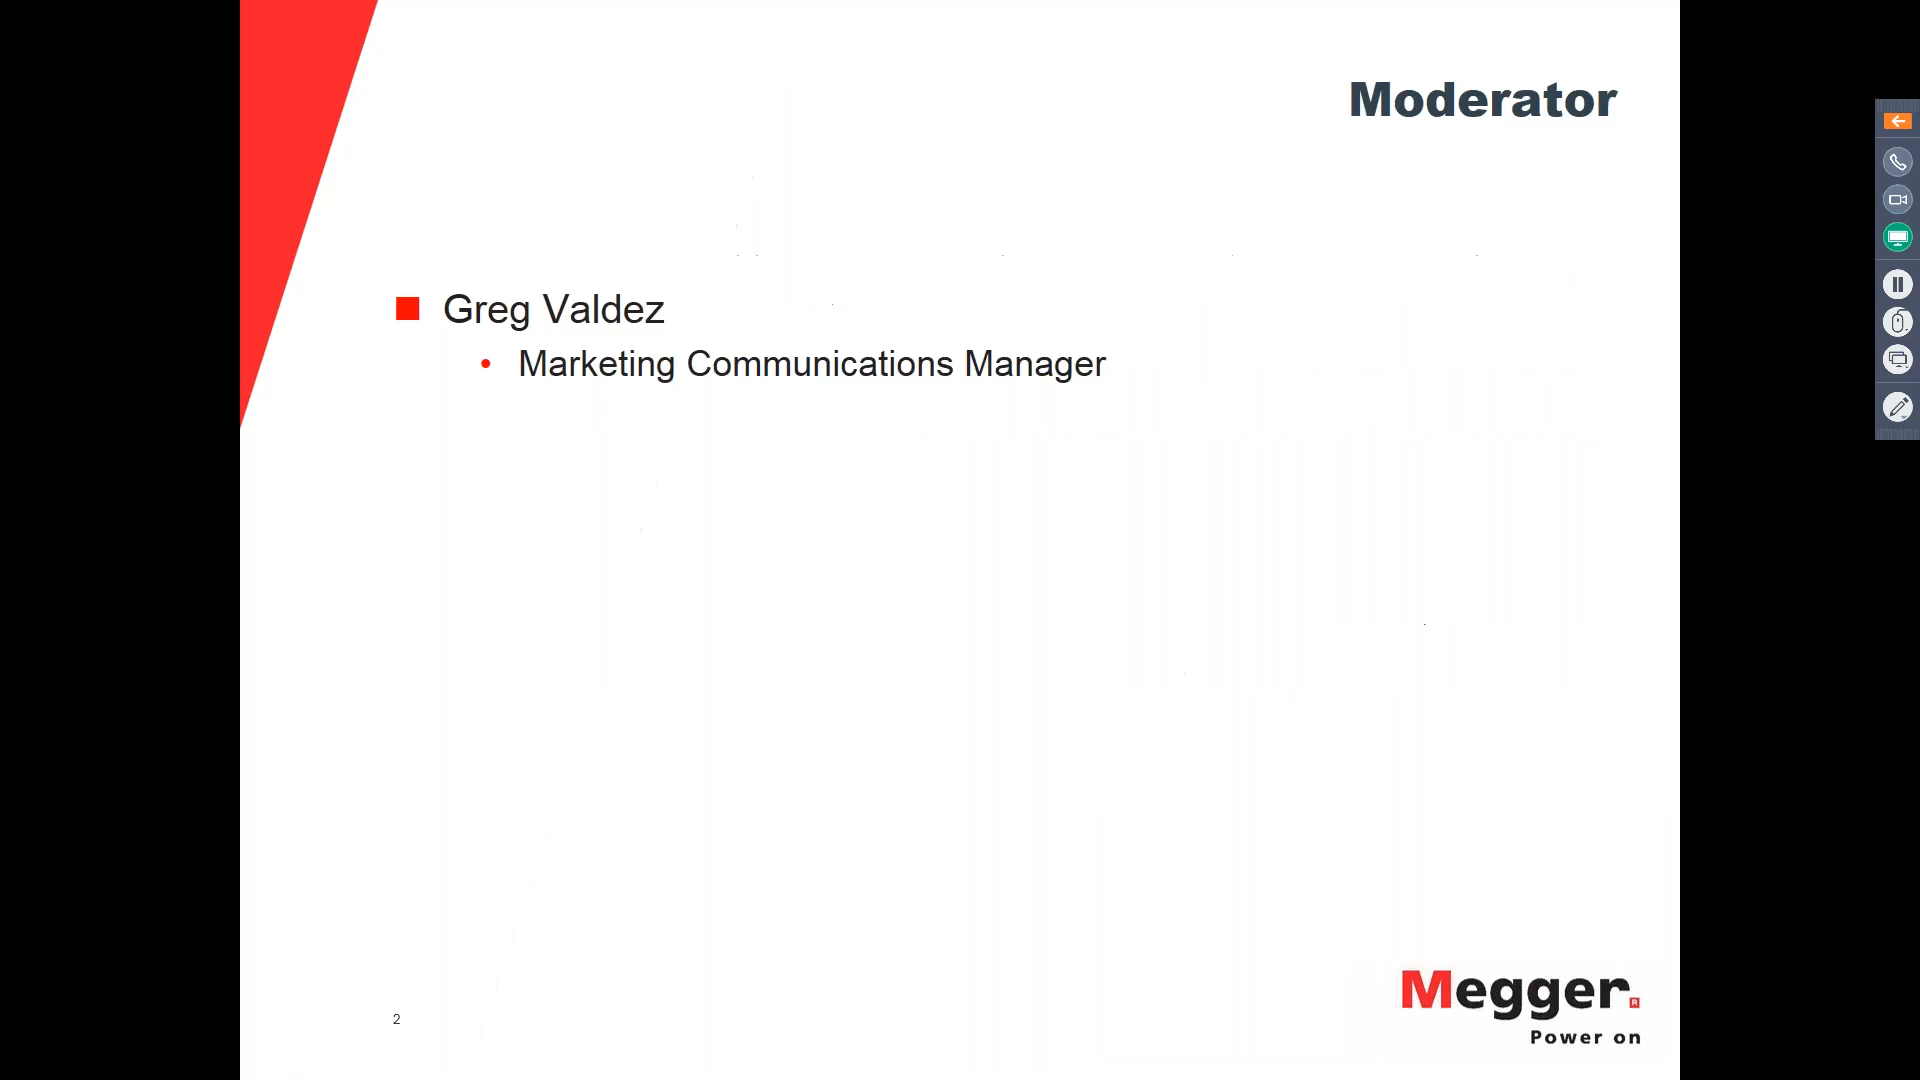 Moderator
Greg Valdez
• Marketing Communications Manager
2
Megger®
Power on